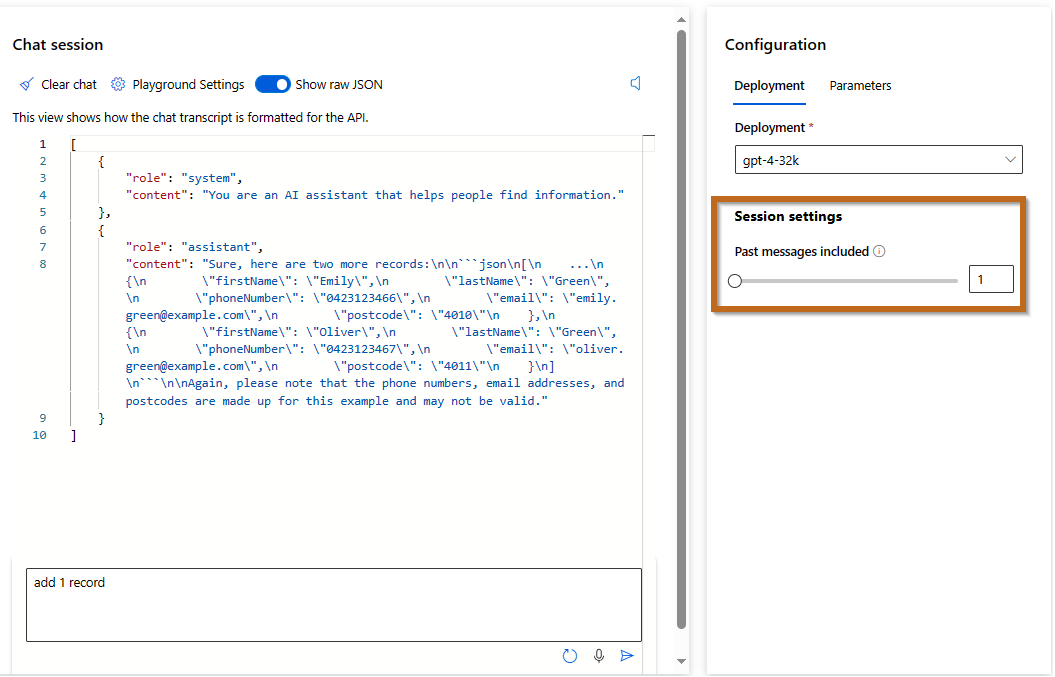 Chat session
Clear chat
Playground Settings
Show raw JSON
This view shows how the chat transcript is formatted for the API.
1 [
2 {
3 "role": "system",
4 "content": "You are an AI assistant that helps people find information."
5 },
6 {
7 "role": "assistant",
8 "content": "Sure, here are two more records:\n\n```json\n[\n    ...\n
{\n        \"firstName\": \"Emily\",\n        \"lastName\": \"Green\",
\n        \"phoneNumber\": \"0423123466\",\n        \"email\": \"emily.
green@example.com\",\n        \"postcode\": \"4010\"\n    },\n
{\n        \"firstName\": \"Oliver\",\n        \"lastName\": \"Green\",
\n        \"phoneNumber\": \"0423123467\",\n        \"email\": \"oliver.
green@example.com\",\n        \"postcode\": \"4011\"\n    }\n]
\n```\n\nAgain, please note that the phone numbers, email addresses, and
postcodes are made up for this example and may not be valid."
9 }
10 ]
add 1 record
Configuration
Deployment
Parameters
Deployment *
gpt-4-32k
Session settings
Past messages included
1